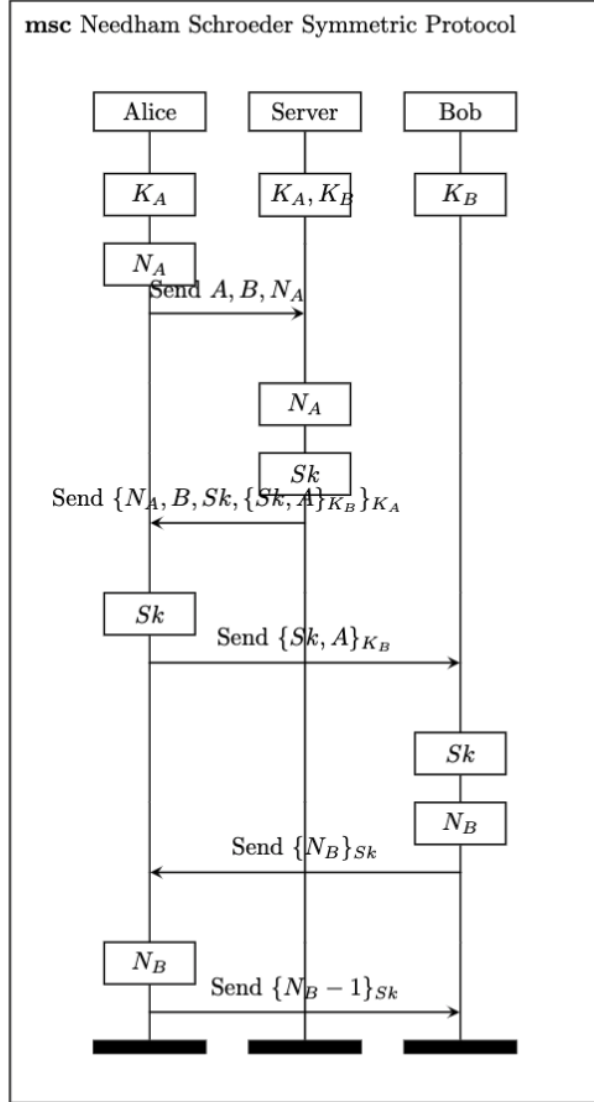 msc Needham Schroeder Symmetric Protocol
Alice Server Bob
K_A K_A, K_B K_B
N_A
Send A, B, N_A
N_A
Sk
Send {N_A, B, Sk, {Sk, A}_{K_B}}_{K_A}
Sk
Send {Sk, A}_{K_B}
Sk
N_B
Send {N_B}_{Sk}
N_B
Send {N_B − 1}_{Sk}